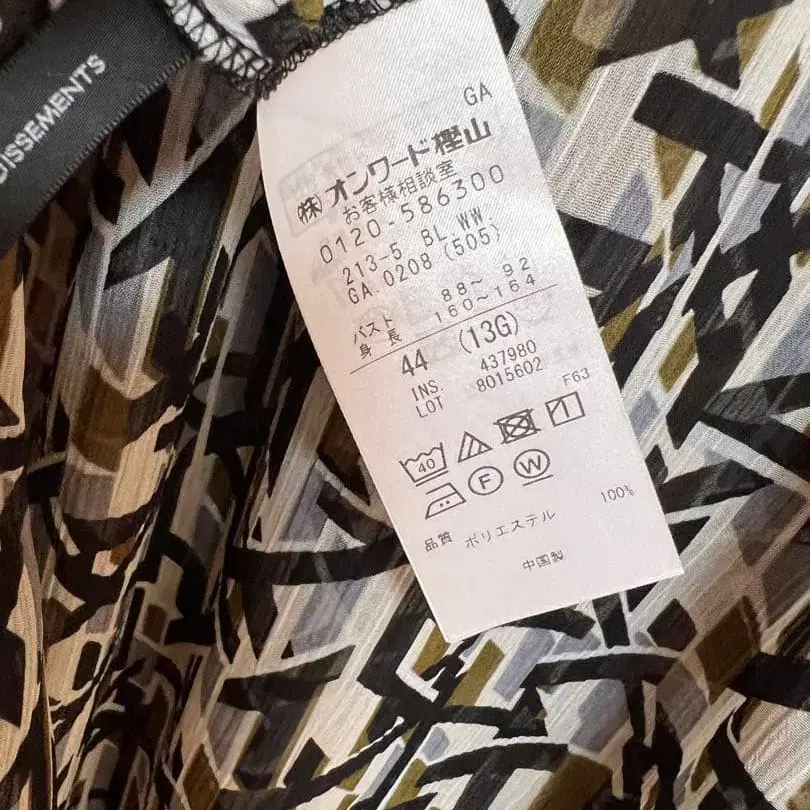 DISSEMENTS
GA
㈱オンワード樫山
お客様相談室
0120-586300
213-5 BL.WW.
GA.0208 (505)
バスト 88～ 92
身長 160～164
44 (13G)
INS. 437980
LOT 8015602
F63
40
F W
品質 ポリエステル 100%
中国製